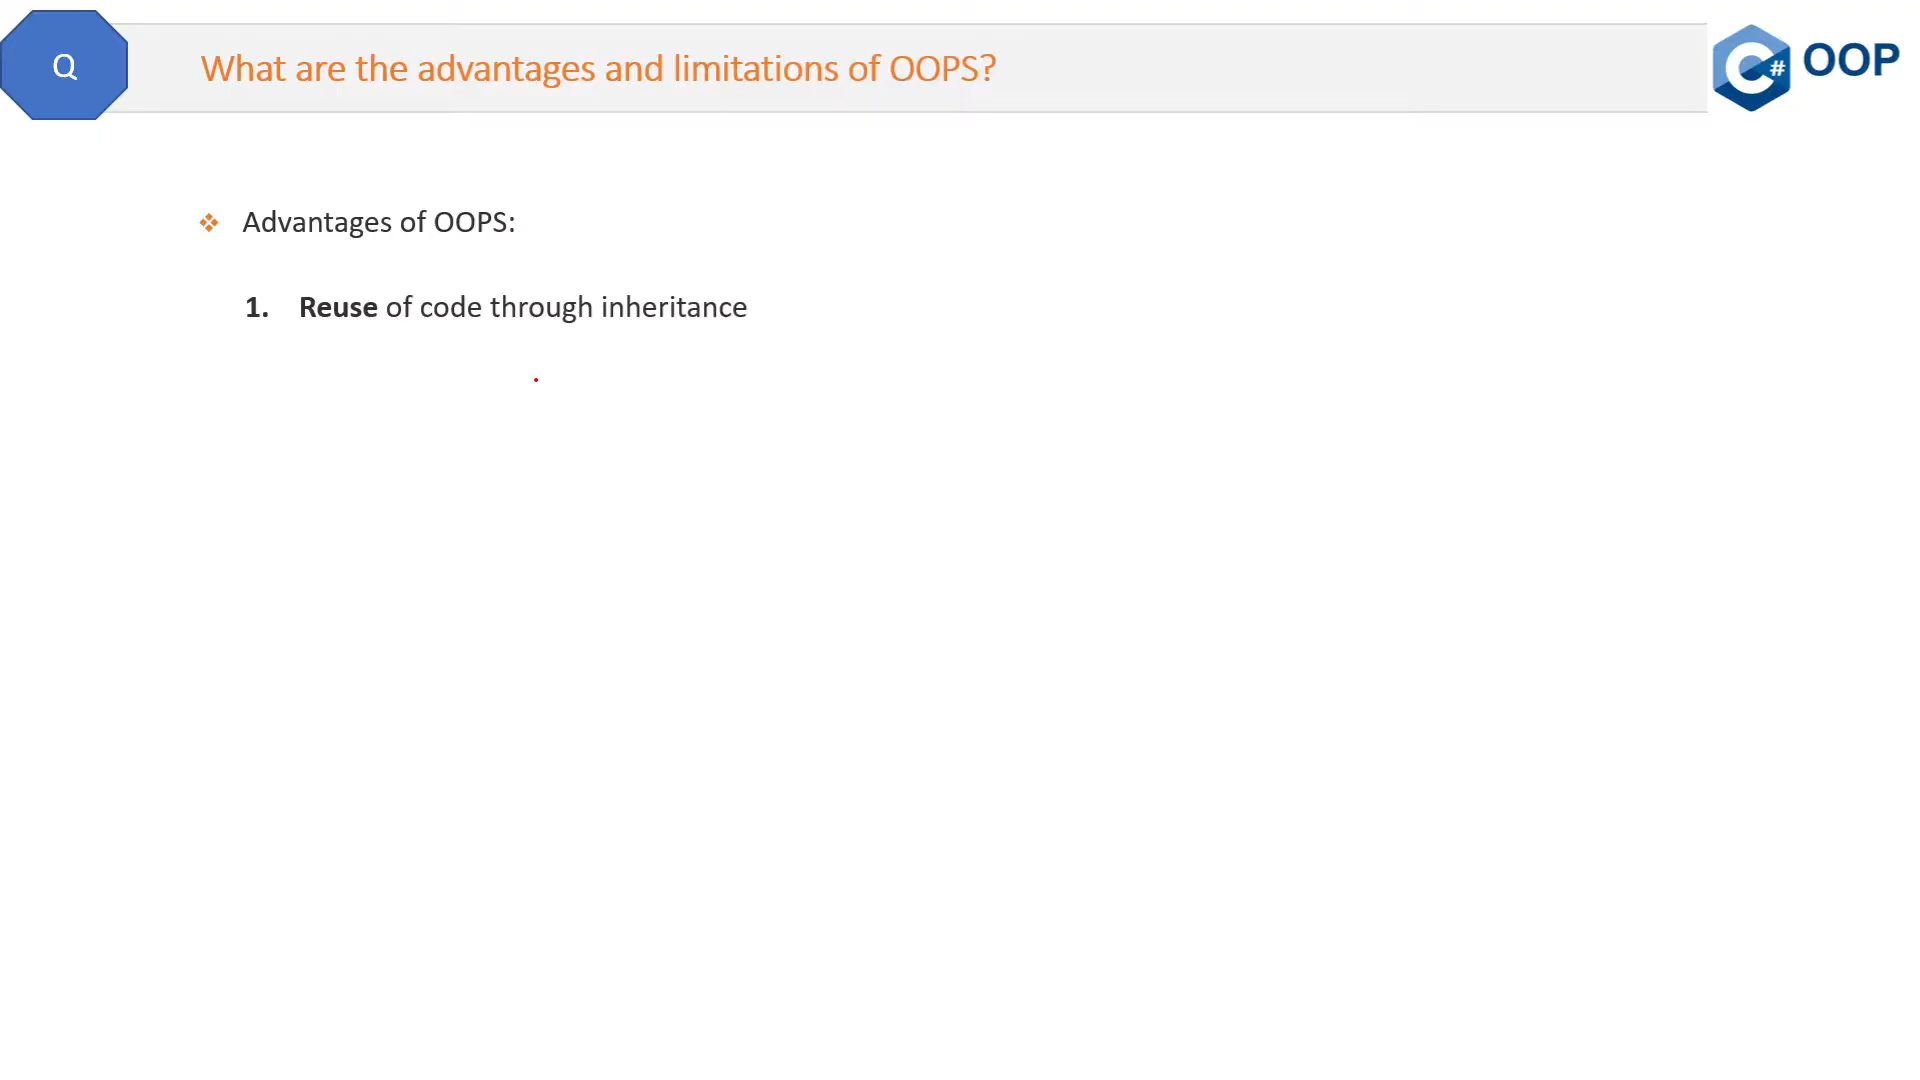 Q
What are the advantages and limitations of OOPS?
C# OOP
❖ Advantages of OOPS:
1. Reuse of code through inheritance